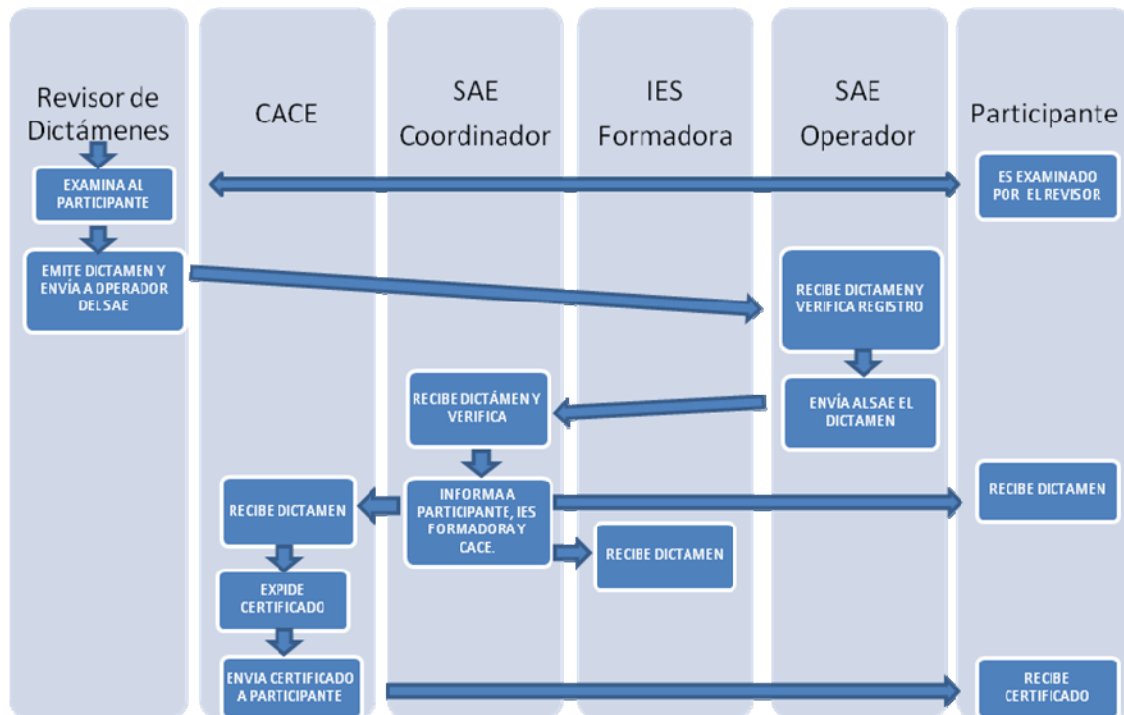 Revisor de
Dictámenes
CACE
SAE
Coordinador
IES
Formadora
SAE
Operador
Participante
EXAMINA AL
PARTICIPANTE
ES EXAMINADO
POR EL REVISOR
EMITE DICTAMEN Y
ENVÍA A OPERADOR
DEL SAE
RECIBE DICTAMEN Y
VERIFICA REGISTRO
ENVÍA AL SAE EL
DICTAMEN
RECIBE DICTÁMEN Y
VERIFICA
INFORMA A
PARTICIPANTE, IES
FORMADORA Y
CACE.
RECIBE DICTAMEN
RECIBE DICTAMEN
RECIBE DICTAMEN
EXPIDE
CERTIFICADO
ENVIA CERTIFICADO
A PARTICIPANTE
RECIBE
CERTIFICADO